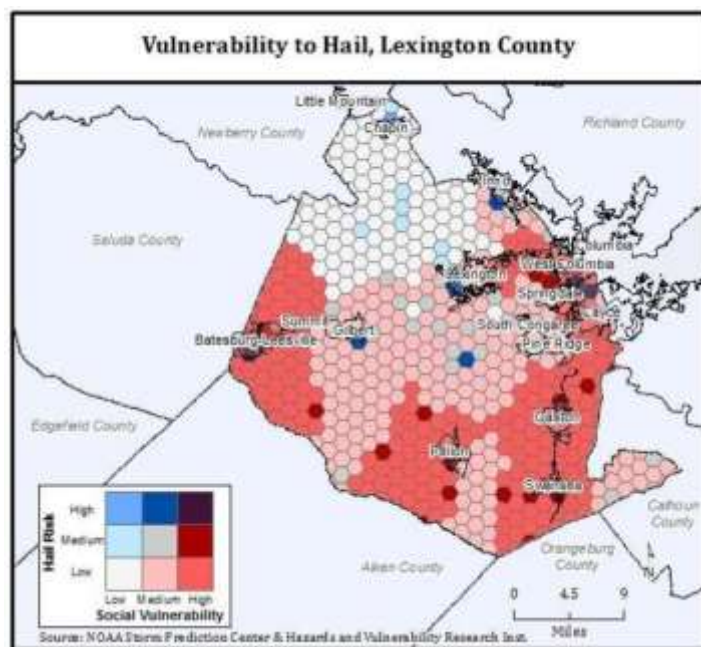 Vulnerability to Hail, Lexington County
Little Mountain
Chapin
Newberry County
Richland County
Saluda County
Columbia
West Columbia
Lexington
Springdale
Cayce
Summit
Gilbert
South Congaree
Batesburg-Leesville
Pine Ridge
Edgefield County
Gaston
Pelion
Swansea
Calhoun
County
Orangeburg
County
Aiken County
N
Hail Risk
High
Medium
Low
Low Medium High
Social Vulnerability
0 4.5 9
Miles
Source: NOAA Storm Prediction Center & Hazards and Vulnerability Research Inst.